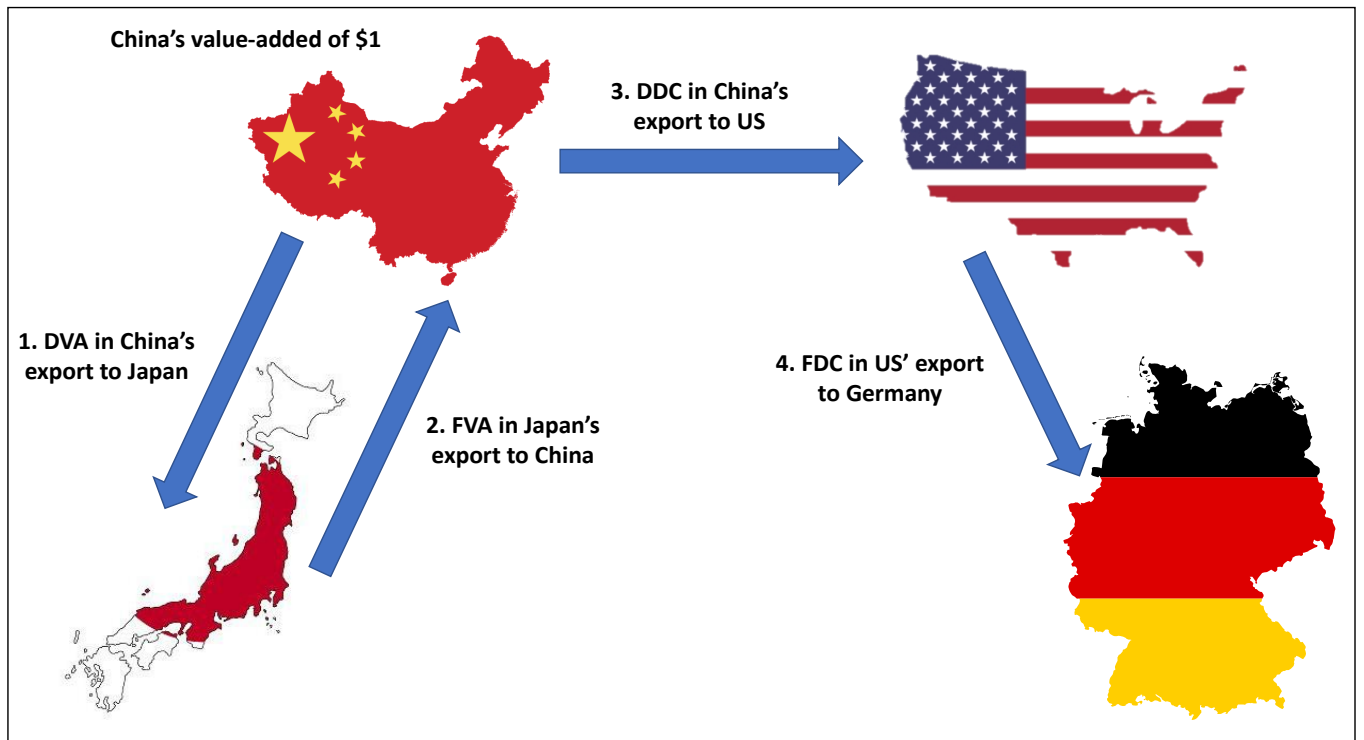 China’s value-added of $1
3. DDC in China’s
export to US
1. DVA in China’s
export to Japan
2. FVA in Japan’s
export to China
4. FDC in US’ export
to Germany